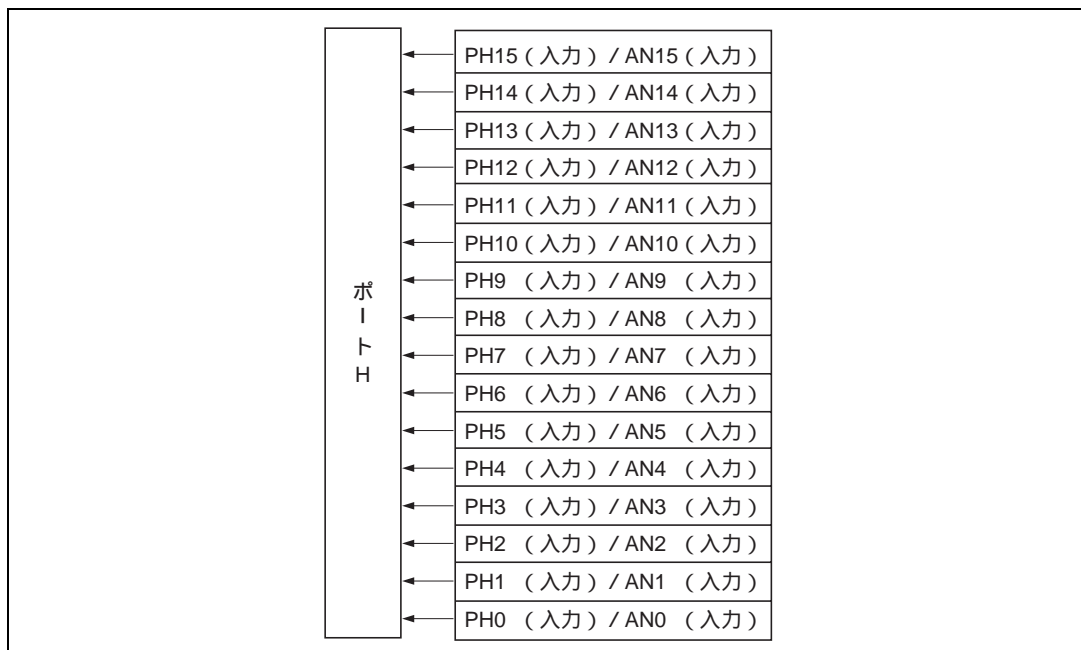 ポートH
PH15（入力）/AN15（入力）
PH14（入力）/AN14（入力）
PH13（入力）/AN13（入力）
PH12（入力）/AN12（入力）
PH11（入力）/AN11（入力）
PH10（入力）/AN10（入力）
PH9 （入力）/AN9 （入力）
PH8 （入力）/AN8 （入力）
PH7 （入力）/AN7 （入力）
PH6 （入力）/AN6 （入力）
PH5 （入力）/AN5 （入力）
PH4 （入力）/AN4 （入力）
PH3 （入力）/AN3 （入力）
PH2 （入力）/AN2 （入力）
PH1 （入力）/AN1 （入力）
PH0 （入力）/AN0 （入力）